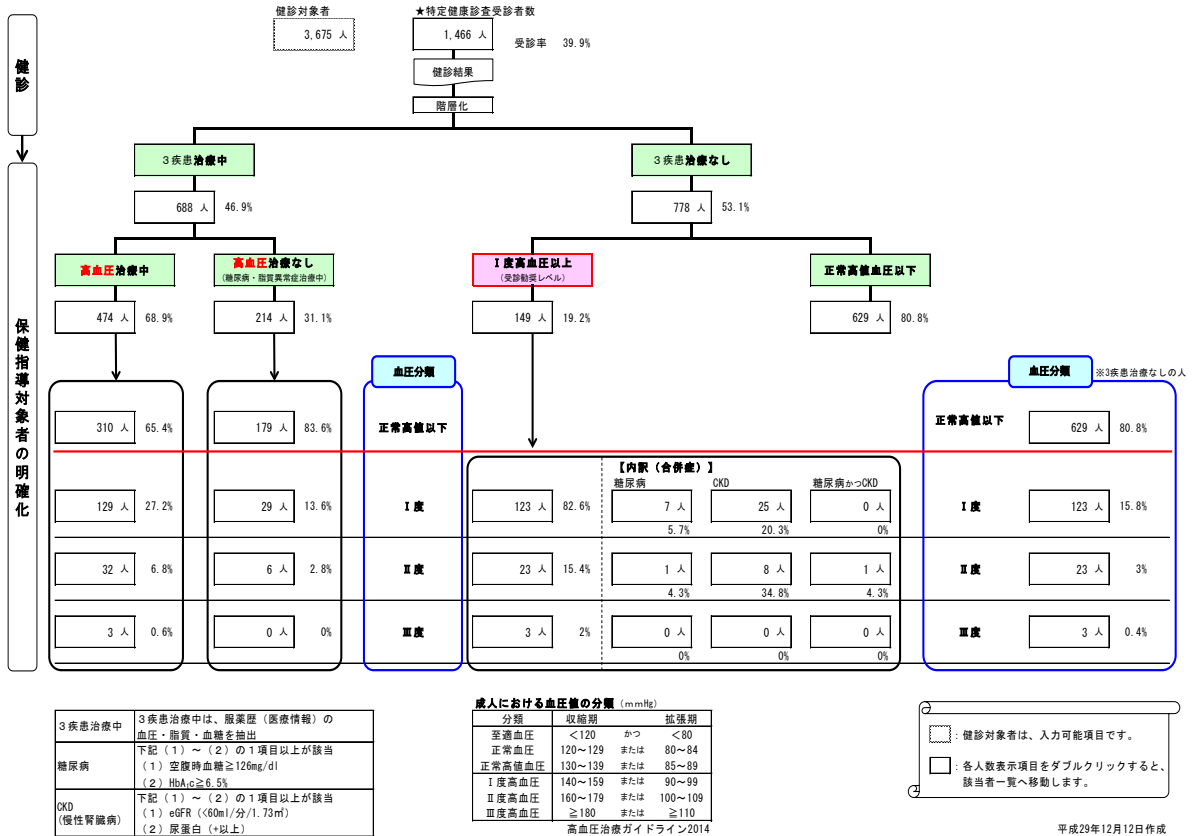 健診対象者
★特定健康診査受診者数
3,675 人
1,466 人
受診率 39.9%
健診
健診結果
階層化
3疾患治療中
3疾患治療なし
688 人 46.9%
778 人 53.1%
高血圧治療中
高血圧治療なし
(糖尿病・脂質異常症治療中)
Ⅰ度高血圧以上
(受診勧奨レベル)
正常高値血圧以下
474 人 68.9%
214 人 31.1%
149 人 19.2%
629 人 80.8%
保健指導対象者の明確化
血圧分類
血圧分類
※3疾患治療なしの人
310 人 65.4%
179 人 83.6%
正常高値以下
正常高値以下
629 人 80.8%
【内訳(合併症)】
糖尿病
CKD
糖尿病かつCKD
129 人 27.2%
29 人 13.6%
Ⅰ度
123 人 82.6%
7 人
25 人
0 人
5.7%
20.3%
0%
Ⅰ度
123 人 15.8%
32 人 6.8%
6 人 2.8%
Ⅱ度
23 人 15.4%
1 人
8 人
1 人
4.3%
34.8%
4.3%
Ⅱ度
23 人 3%
3 人 0.6%
0 人 0%
Ⅲ度
3 人 2%
0 人
0 人
0 人
0%
0%
0%
Ⅲ度
3 人 0.4%
3疾患治療中
3疾患治療中は、服薬歴(医療情報)の
血圧・脂質・血糖を抽出
糖尿病
下記(1)~(2)の1項目以上が該当
(1)空腹時血糖≧126mg/dl
(2)HbA1c≧6.5%
CKD
(慢性腎臓病)
下記(1)~(2)の1項目以上が該当
(1)eGFR(<60ml/分/1.73㎡)
(2)尿蛋白(+以上)
成人における血圧値の分類(mmHg)
分類 収縮期 拡張期
至適血圧 <120 かつ <80
正常血圧 120~129 または 80~84
正常高値血圧 130~139 または 85~89
Ⅰ度高血圧 140~159 または 90~99
Ⅱ度高血圧 160~179 または 100~109
Ⅲ度高血圧 ≧180 または ≧110
高血圧治療ガイドライン2014
:健診対象者は、入力可能項目です。
:各人数表示項目をダブルクリックすると、
該当者一覧へ移動します。
平成29年12月12日作成